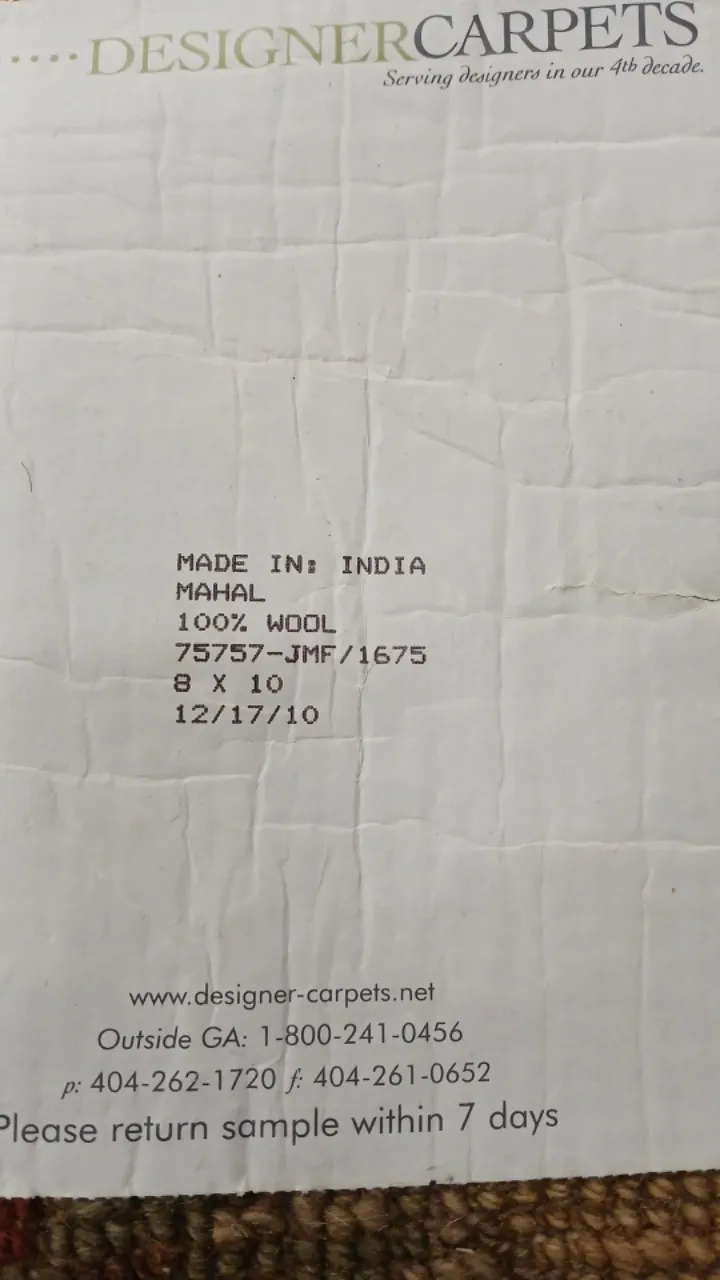 ····DESIGNERCARPETS
Serving designers in our 4th decade.
MADE IN: INDIA
MAHAL
100% WOOL
75757-JMF/1675
8 X 10
12/17/10
www.designer-carpets.net
Outside GA: 1-800-241-0456
p: 404-262-1720 f: 404-261-0652
Please return sample within 7 days